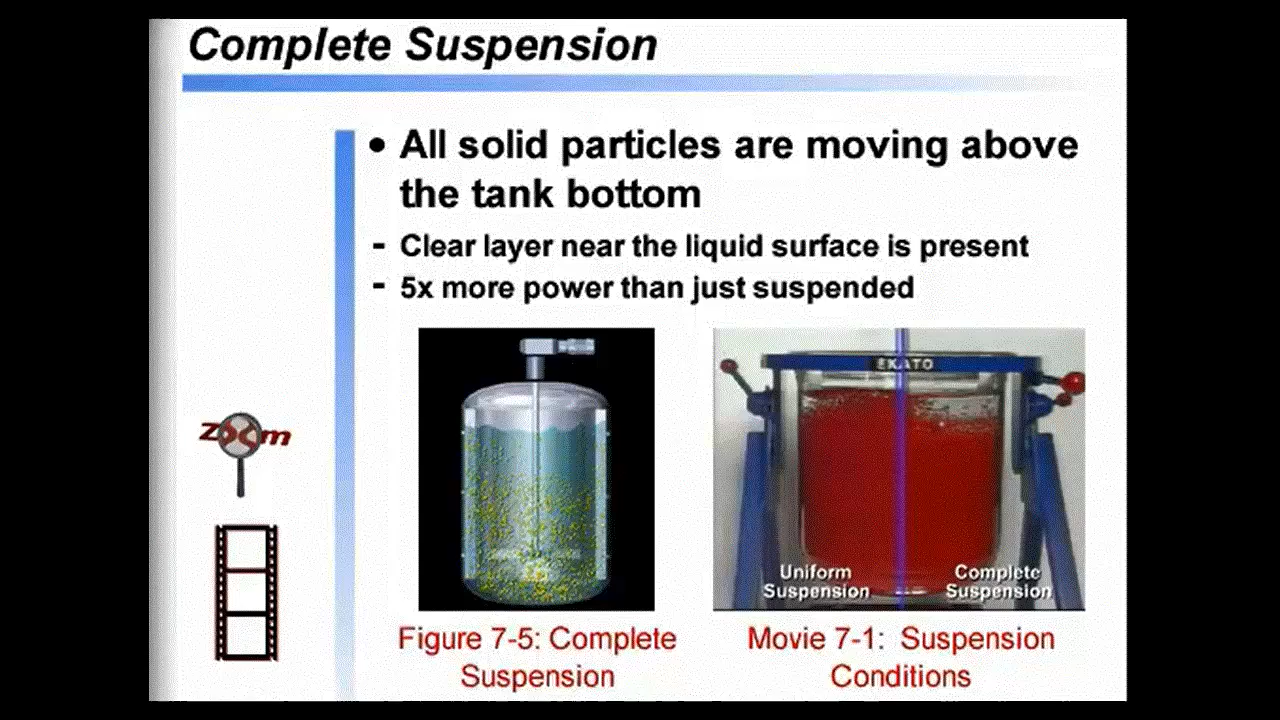 Complete Suspension
• All solid particles are moving above
the tank bottom
- Clear layer near the liquid surface is present
- 5x more power than just suspended
zoom
EKATO
Uniform
Suspension
Complete
Suspension
Figure 7-5: Complete
Suspension
Movie 7-1: Suspension
Conditions